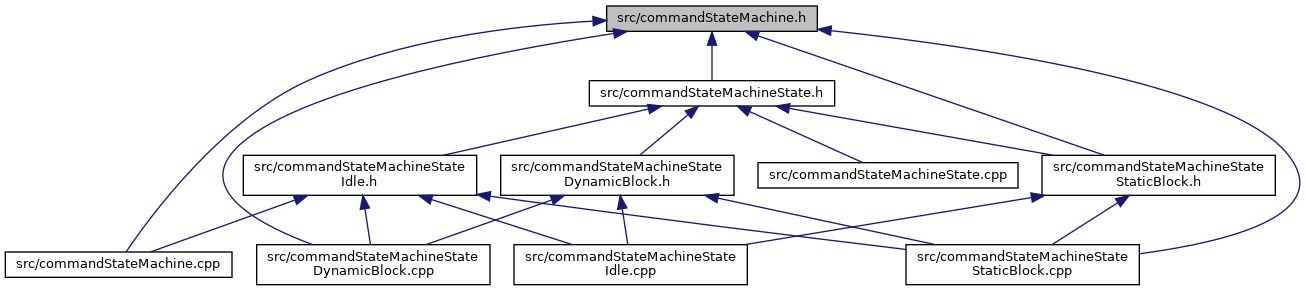 src/commandStateMachine.h
src/commandStateMachineState.h
src/commandStateMachineState
Idle.h
src/commandStateMachineState
DynamicBlock.h
src/commandStateMachineState.cpp
src/commandStateMachineState
StaticBlock.h
src/commandStateMachine.cpp
src/commandStateMachineState
DynamicBlock.cpp
src/commandStateMachineState
Idle.cpp
src/commandStateMachineState
StaticBlock.cpp